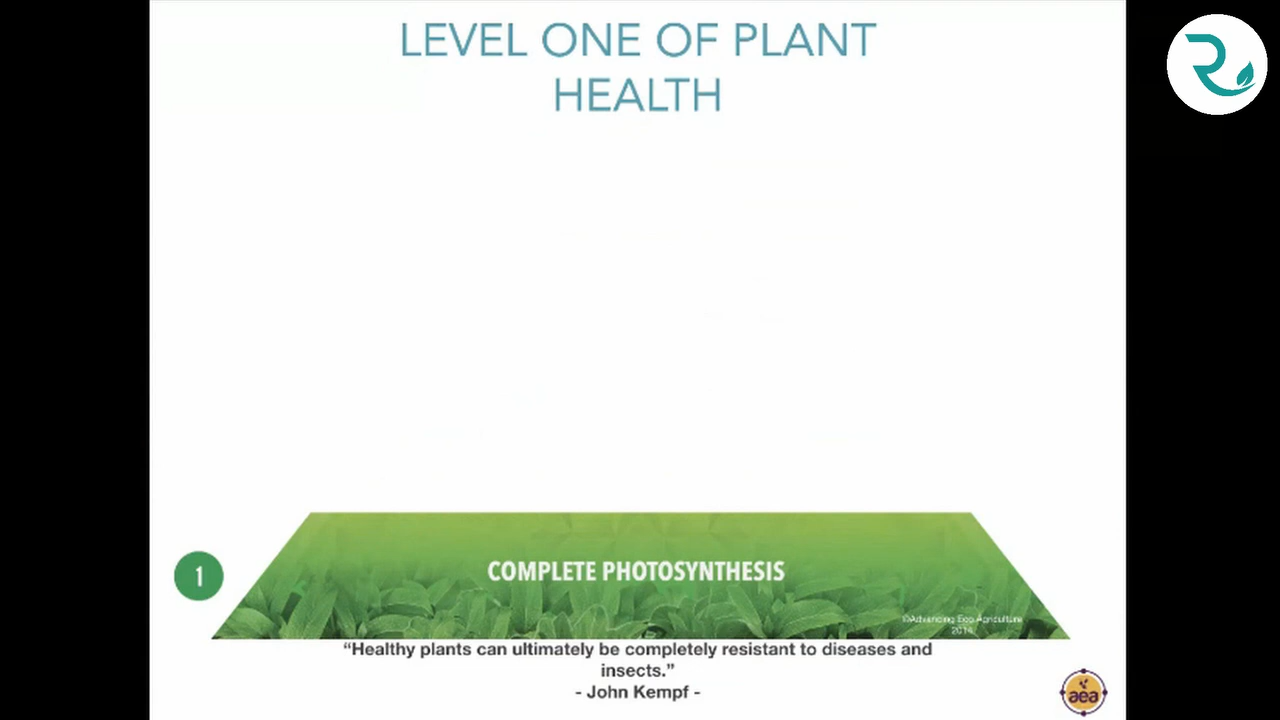 LEVEL ONE OF PLANT
HEALTH
1
COMPLETE PHOTOSYNTHESIS
©Advancing Eco Agriculture
2014
“Healthy plants can ultimately be completely resistant to diseases and
insects.”
- John Kempf -
aea